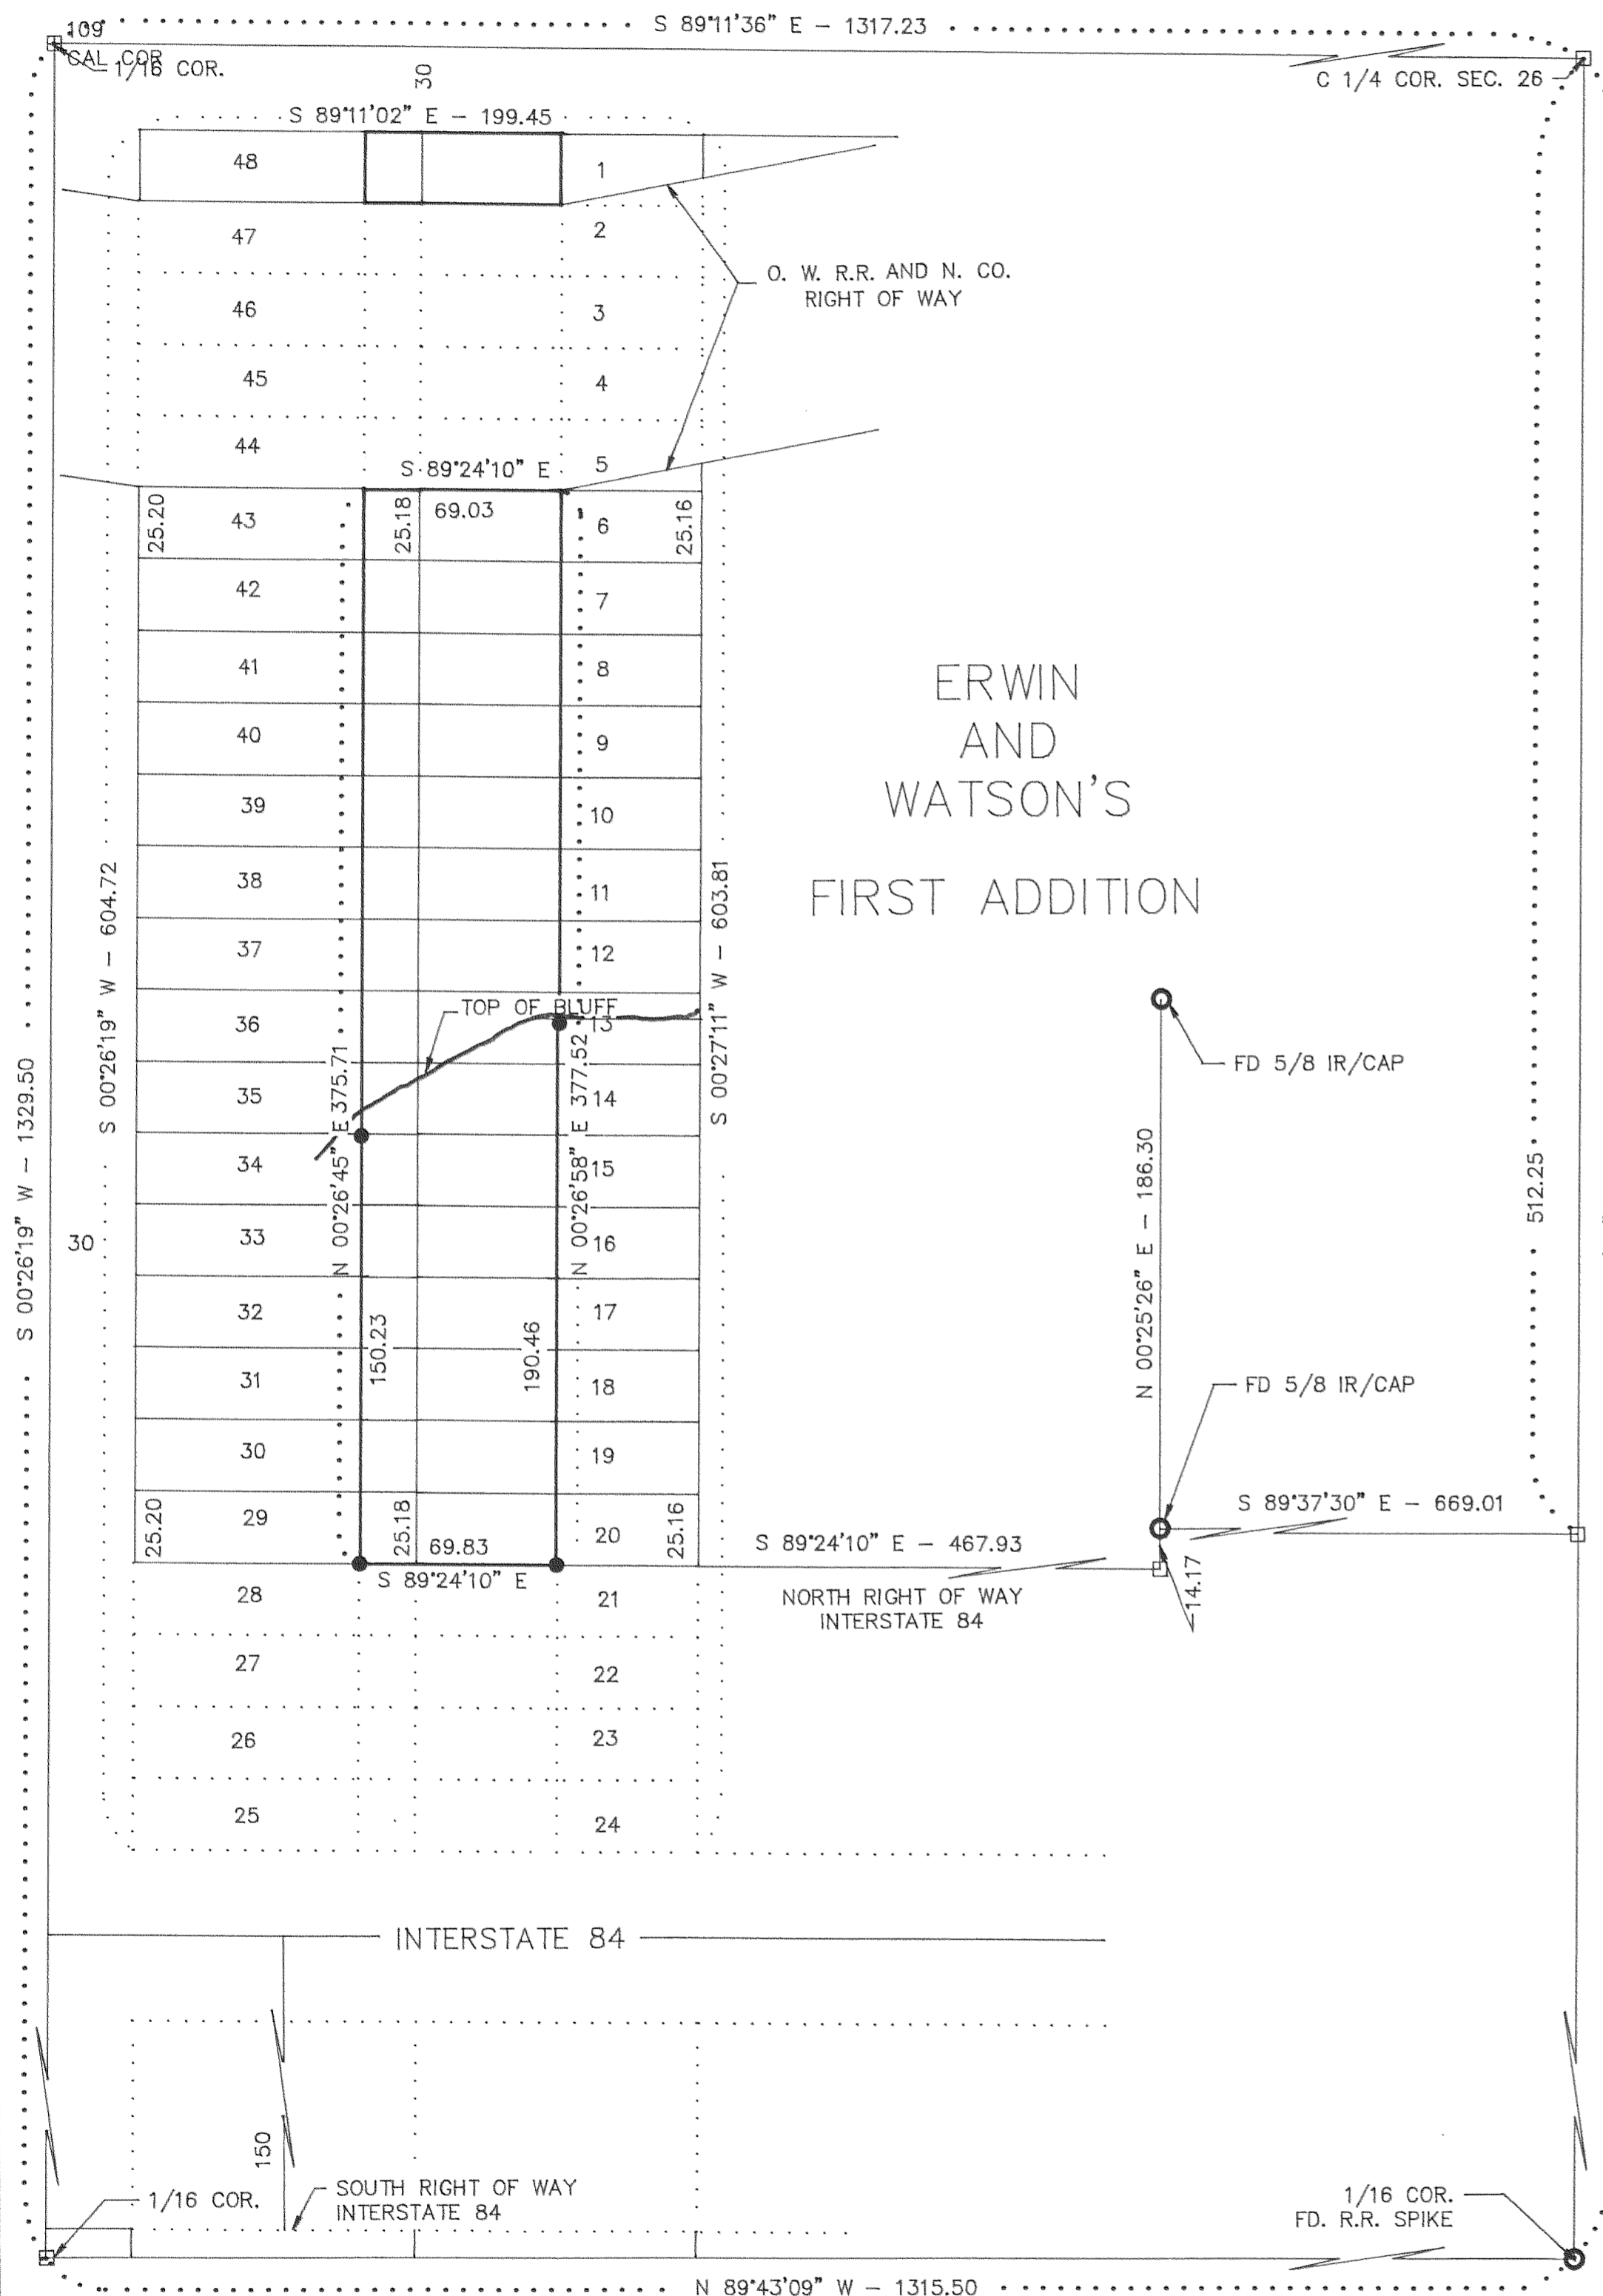 S 89°11'36" E – 1317.23
109
CAL COR
1/16 COR.
30
C 1/4 COR. SEC. 26
S 89°11'02" E – 199.45
48
1
47
2
O. W. R.R. AND N. CO.
RIGHT OF WAY
46
3
45
4
44
5
S 89°24'10" E
25.20
43
25.18
69.03
25.16
6
42
7
41
8
40
9
39
10
38
11
37
12
ERWIN
AND
WATSON'S
FIRST ADDITION
S 00°26'19" W – 1329.50
S 00°26'19" W – 604.72
S 00°27'11" W – 603.81
TOP OF BLUFF
36
13
35
14
34
15
33
16
30
32
17
31
18
30
19
29
20
N 00°26'45" E 375.71
N 00°26'58" E 377.52
150.23
190.46
25.20
25.18
69.83
25.16
S 89°24'10" E
FD 5/8 IR/CAP
N 00°25'26" E – 186.30
FD 5/8 IR/CAP
512.25
S 89°37'30" E – 669.01
S 89°24'10" E – 467.93
14.17
NORTH RIGHT OF WAY
INTERSTATE 84
28
21
27
22
26
23
25
24
INTERSTATE 84
150
1/16 COR.
SOUTH RIGHT OF WAY
INTERSTATE 84
1/16 COR.
FD. R.R. SPIKE
N 89°43'09" W – 1315.50